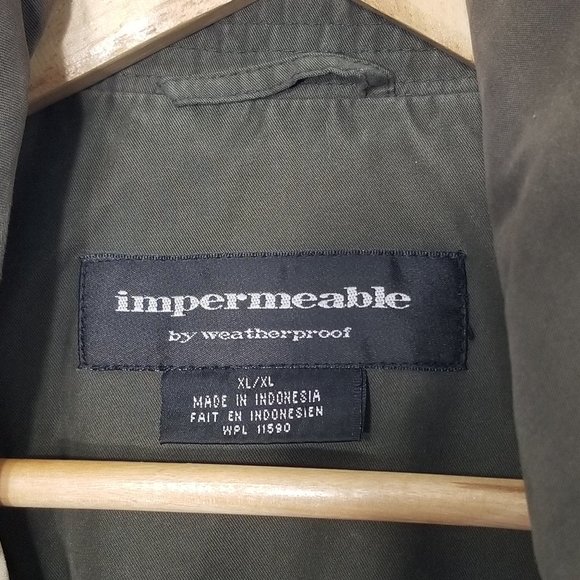 impermeable
by weatherproof
XL/XL
MADE IN INDONESIA
FAIT EN INDONESIEN
WPL 11590